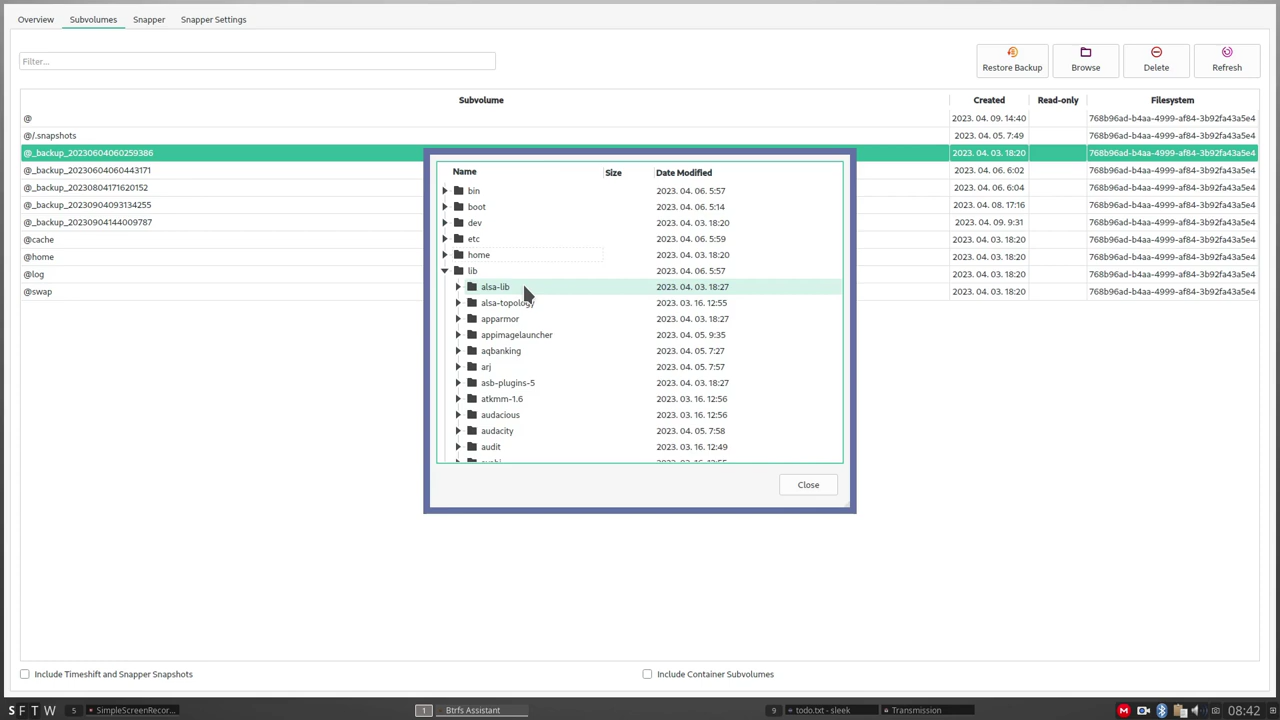 Overview Subvolumes Snapper Snapper Settings
Filter...
Restore Backup Browse Delete Refresh
Subvolume Created Read-only Filesystem
@ 2023. 04. 09. 14:40 768b96ad-b4aa-4999-af84-3b92fa43a5e4
@/.snapshots 2023. 04. 05. 7:49 768b96ad-b4aa-4999-af84-3b92fa43a5e4
@_backup_20230604060259386 2023. 04. 03. 18:20 768b96ad-b4aa-4999-af84-3b92fa43a5e4
@_backup_20230604060443171 2023. 04. 06. 6:02 768b96ad-b4aa-4999-af84-3b92fa43a5e4
@_backup_20230804171620152 2023. 04. 06. 6:04 768b96ad-b4aa-4999-af84-3b92fa43a5e4
@_backup_20230904093134255 2023. 04. 08. 17:16 768b96ad-b4aa-4999-af84-3b92fa43a5e4
@_backup_20230904144009787 2023. 04. 09. 9:31 768b96ad-b4aa-4999-af84-3b92fa43a5e4
@cache 2023. 04. 03. 18:20 768b96ad-b4aa-4999-af84-3b92fa43a5e4
@home 2023. 04. 03. 18:20 768b96ad-b4aa-4999-af84-3b92fa43a5e4
@log 2023. 04. 03. 18:20 768b96ad-b4aa-4999-af84-3b92fa43a5e4
@swap 2023. 04. 03. 18:20 768b96ad-b4aa-4999-af84-3b92fa43a5e4
Name Size Date Modified
bin 2023. 04. 06. 5:57
boot 2023. 04. 06. 5:14
dev 2023. 04. 03. 18:20
etc 2023. 04. 06. 5:59
home 2023. 04. 03. 18:20
lib 2023. 04. 06. 5:57
alsa-lib 2023. 04. 03. 18:27
alsa-topology 2023. 03. 16. 12:55
apparmor 2023. 04. 03. 18:27
appimagelauncher 2023. 04. 05. 9:35
aqbanking 2023. 04. 05. 7:27
arj 2023. 04. 05. 7:57
asb-plugins-5 2023. 04. 03. 18:27
atkmm-1.6 2023. 03. 16. 12:56
audacious 2023. 03. 16. 12:56
audacity 2023. 04. 05. 7:58
audit 2023. 03. 16. 12:49
Close
Include Timeshift and Snapper Snapshots Include Container Subvolumes
S F T W 5 SimpleScreenRecor... 1 Btrfs Assistant 9 todo.txt - sleek Transmission M 08:42